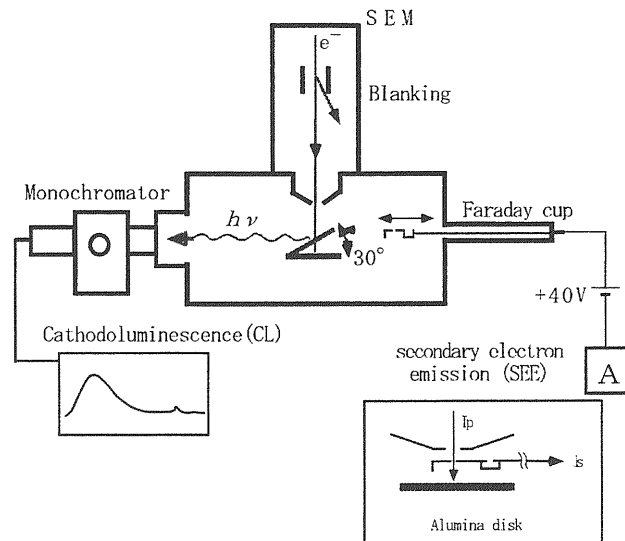 SEM
e⁻
Blanking
Monochromator
hν
30°
Faraday cup
+40V
Cathodoluminescence(CL)
secondary electron
emission (SEE)
A
Ip
is
Alumina disk